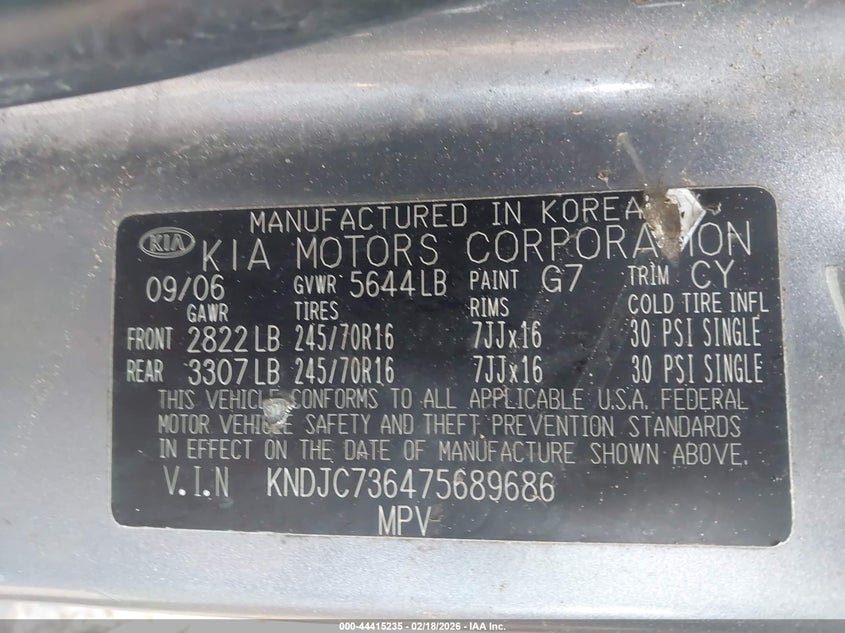 MANUFACTURED IN KOREA
KIA KIA MOTORS CORPORATION
09/06 GVWR 5644LB PAINT G7 TRIM CY
GAWR TIRES RIMS COLD TIRE INFL
FRONT 2822LB 245/70R16 7JJx16 30 PSI SINGLE
REAR 3307LB 245/70R16 7JJx16 30 PSI SINGLE
THIS VEHICLE CONFORMS TO ALL APPLICABLE U.S.A. FEDERAL
MOTOR VEHICLE SAFETY AND THEFT PREVENTION STANDARDS
IN EFFECT ON THE DATE OF MANUFACTURE SHOWN ABOVE.
V.I.N KNDJC736475689686
MPV
000-44415235 - 02/18/2026 - IAA Inc.